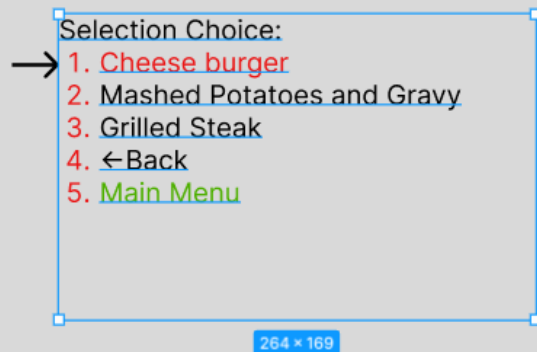 Selection Choice:
1. Cheese burger
2. Mashed Potatoes and Gravy
3. Grilled Steak
4. ←Back
5. Main Menu
264 × 169